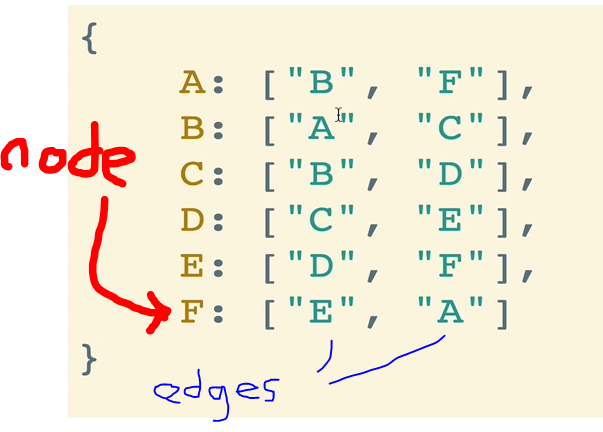 {
A: ["B", "F"],
B: ["A", "C"],
node
C: ["B", "D"],
D: ["C", "E"],
E: ["D", "F"],
F: ["E", "A"]
}
edges